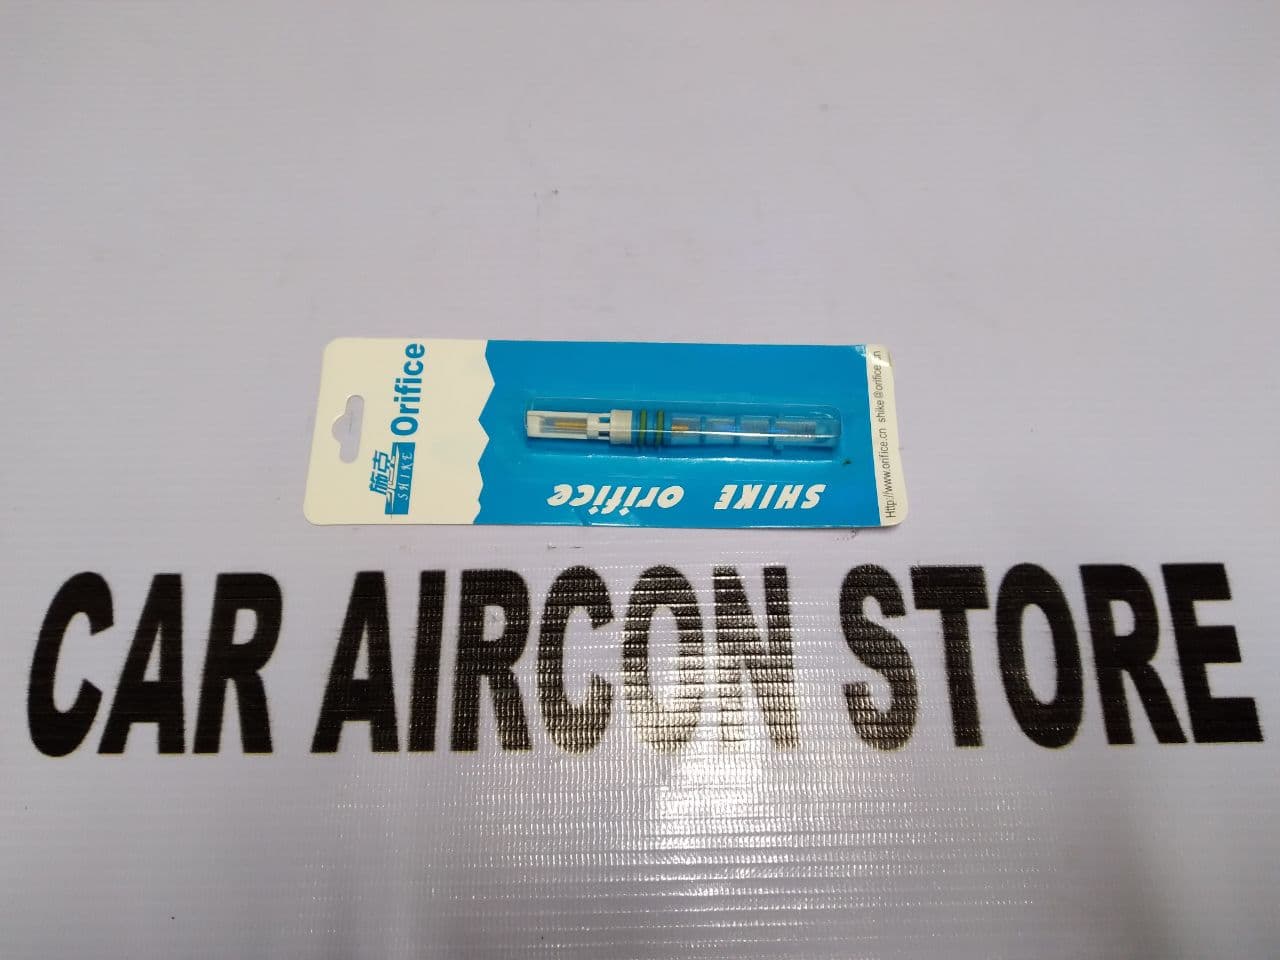 施克
SHIKE
Orifice
SHIKE orifice
Http://www.orifice.cn shike@orifice.cn
CAR AIRCON STORE